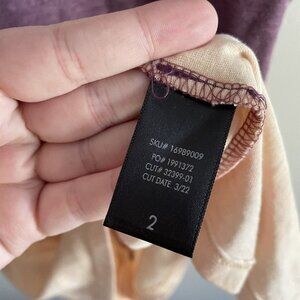 SKU# 16989009
PO# 1991372
CUT# 32399-01
CUT DATE 3/22
2